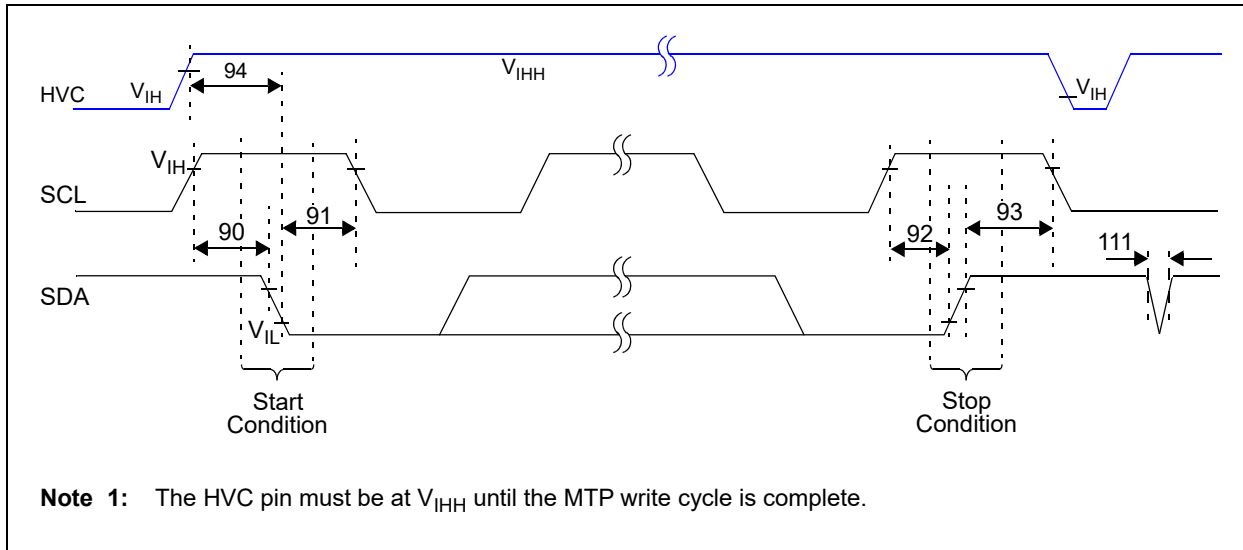 94
V_IHH
HVC
V_IH
V_IH
V_IH
SCL
91
93
90
92
111
SDA
V_IL
Start
Condition
Stop
Condition
Note 1: The HVC pin must be at V_IHH until the MTP write cycle is complete.